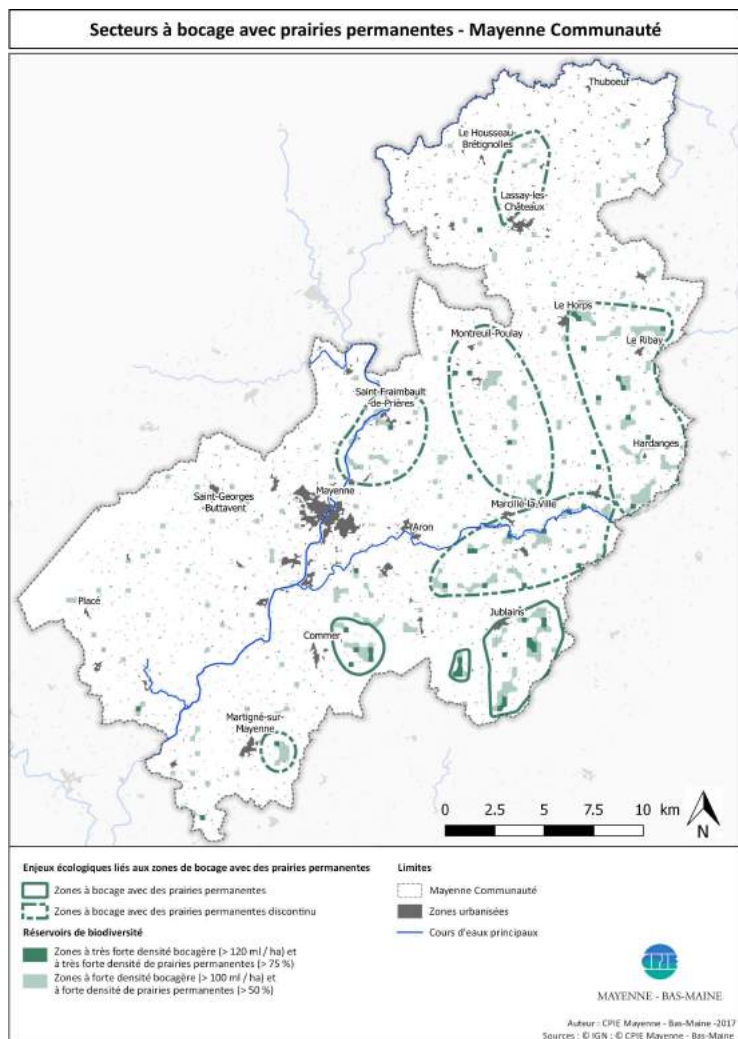 Secteurs à bocage avec prairies permanentes - Mayenne Communauté
Thuboeuf
Le Housseau-
Brétignolles
Lassay-les-
Châteaux
Le Horps
Montreuil-Poulay
Le Ribay
Saint-Fraimbault
-de-Prières
Hardanges
Mayenne
Saint-Georges
-Buttavent
Marcillé-la-Ville
Aron
Placé
Jublains
Commer
Martigné-sur-
Mayenne
0 2.5 5 7.5 10 km
N
Enjeux écologiques liés aux zones de bocage avec des prairies permanentes
Zones à bocage avec des prairies permanentes
Zones à bocage avec des prairies permanentes discontinu
Réservoirs de biodiversité
Zones à très forte densité bocagère (> 120 ml / ha) et
à très forte densité de prairies permanentes (> 75 %)
Zones à forte densité bocagère (> 100 ml / ha) et
à forte densité de prairies permanentes (> 50 %)
Limites
Mayenne Communauté
Zones urbanisées
Cours d'eaux principaux
CPIE
MAYENNE - BAS-MAINE
Auteur : CPIE Mayenne - Bas-Maine -2017
Sources : © IGN ; © CPIE Mayenne - Bas-Maine